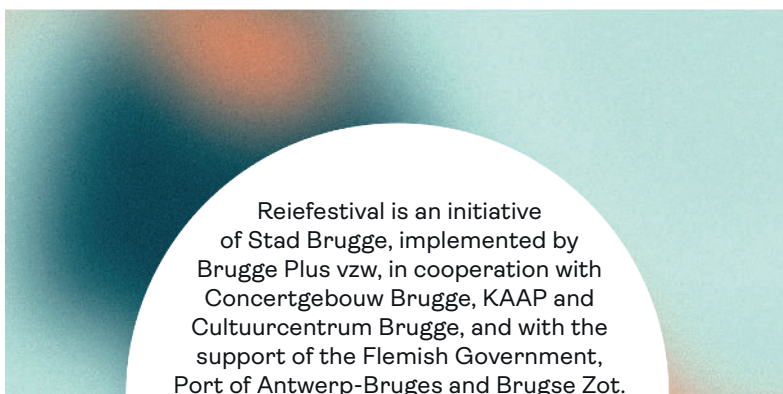 Reiefestival is an initiative
of Stad Brugge, implemented by
Brugge Plus vzw, in cooperation with
Concertgebouw Brugge, KAAP and
Cultuurcentrum Brugge, and with the
support of the Flemish Government,
Port of Antwerp-Bruges and Brugse Zot.